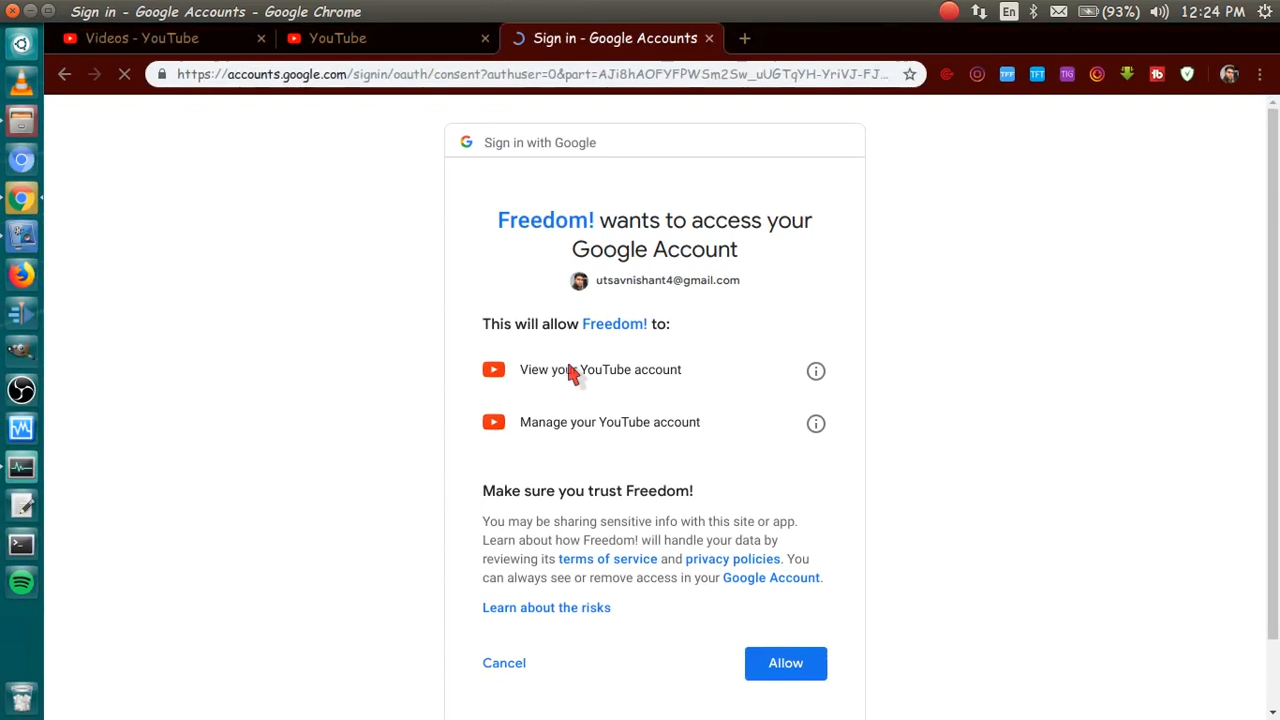 Sign in - Google Accounts - Google Chrome
En
(93%)
12:24 PM
Videos - YouTube
YouTube
Sign in - Google Accounts
https://accounts.google.com/signin/oauth/consent?authuser=0&part=AJi8hAOFYFPWSm2Sw_uUGTqYH-YriVJ-FJ...
TFP
TFT
TIG
Sign in with Google
Freedom! wants to access your
Google Account
utsavnishant4@gmail.com
This will allow Freedom! to:
View your YouTube account
Manage your YouTube account
Make sure you trust Freedom!
You may be sharing sensitive info with this site or app.
Learn about how Freedom! will handle your data by
reviewing its terms of service and privacy policies. You
can always see or remove access in your Google Account.
Learn about the risks
Cancel
Allow